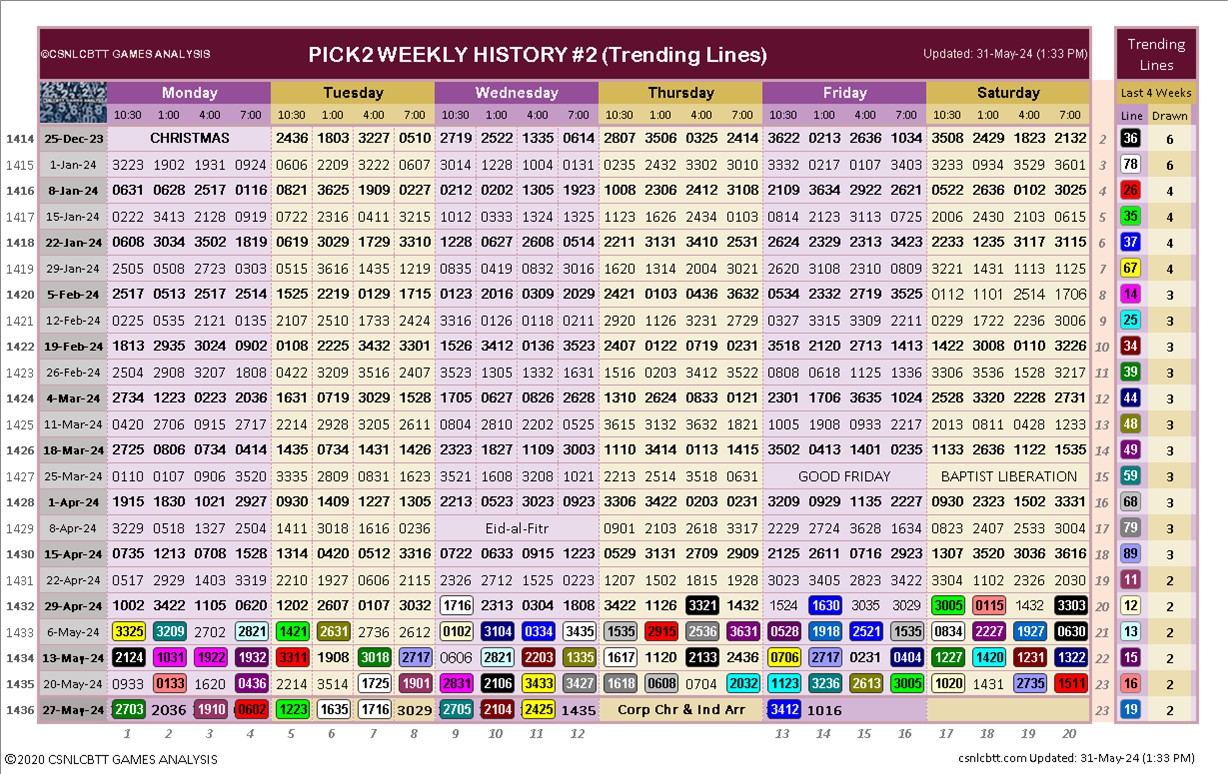 ©CSNLCBTT GAMES ANALYSIS PICK2 WEEKLY HISTORY #2 (Trending Lines) Updated: 31-May-24 (1:33 PM) Trending Lines
Monday Tuesday Wednesday Thursday Friday Saturday Last 4 Weeks
10:30 1:00 4:00 7:00 10:30 1:00 4:00 7:00 10:30 1:00 4:00 7:00 10:30 1:00 4:00 7:00 10:30 1:00 4:00 7:00 10:30 1:00 4:00 7:00 Line Drawn
1414 25-Dec-23 CHRISTMAS 2436 1803 3227 0510 2719 2522 1335 0614 2807 3506 0325 2414 3622 0213 2636 1034 3508 2429 1823 2132 2 36 6
1415 1-Jan-24 3223 1902 1931 0924 0606 2209 3222 0607 3014 1228 1004 0131 0235 2432 3302 3010 3332 0217 0107 3403 3233 0934 3529 3601 3 78 6
1416 8-Jan-24 0631 0628 2517 0116 0821 3625 1909 0227 0212 0202 1305 1923 1008 2306 2412 3108 2109 3634 2922 2621 0522 2636 0102 3025 4 26 4
1417 15-Jan-24 0222 3413 2128 0919 0722 2316 0411 3215 1012 0333 1324 1325 1123 1626 2434 0103 0814 2123 3113 0725 2006 2430 2103 0615 5 35 4
1418 22-Jan-24 0608 3034 3502 1819 0619 3029 1729 3310 1228 0627 2608 0514 2211 3131 3410 2531 2624 2329 2313 3423 2233 1235 3117 3115 6 37 4
1419 29-Jan-24 2505 0508 2723 0303 0515 3616 1435 1219 0835 0419 0832 3016 1620 1314 2004 3021 2620 3108 2310 0809 3221 1431 1113 1125 7 67 4
1420 5-Feb-24 2517 0513 2517 2514 1525 2219 0129 1715 0123 2016 0309 2029 2421 0103 0436 3632 0534 2332 2719 3525 0112 1101 2514 1706 8 14 3
1421 12-Feb-24 0225 0535 2121 0135 2107 2510 1733 2424 3316 0126 0118 0211 2920 1126 3231 2729 0327 3315 3309 2211 0229 1722 2236 3006 9 25 3
1422 19-Feb-24 1813 2935 3024 0902 0108 2225 3432 3301 1526 3412 0136 3523 2407 0122 0719 0231 3518 2120 2713 1413 1422 3008 0110 3226 10 34 3
1423 26-Feb-24 2504 2908 3207 1808 0422 3209 3516 2407 3523 1305 1332 1631 1516 0203 3412 3522 0808 0618 1125 1336 3306 3536 1528 3217 11 39 3
1424 4-Mar-24 2734 1223 0223 2036 1631 0719 3029 1528 1705 0627 0826 2628 1310 2624 0833 0121 2301 1706 3635 1024 2528 3320 2228 2731 12 44 3
1425 11-Mar-24 0420 2706 0915 2717 2214 2928 3205 2611 0804 2810 2202 0525 3615 3132 3632 1821 1005 1908 0933 2217 2013 0811 0428 1233 13 48 3
1426 18-Mar-24 2725 0806 0734 0414 1435 0734 1431 1426 2323 1827 1109 3003 1110 3414 0113 1415 3502 0413 1401 0235 1133 2636 1122 1535 14 49 3
1427 25-Mar-24 0110 0107 0906 3520 3335 2809 0831 1625 3521 1608 3208 1021 2213 2514 3518 0631 GOOD FRIDAY BAPTIST LIBERATION 15 59 3
1428 1-Apr-24 1915 1830 1021 2927 0930 1409 1227 1305 2213 0523 3023 0923 3306 3422 0203 0231 3209 0929 1135 2227 0930 2323 1502 3331 16 68 3
1429 8-Apr-24 3229 0518 1327 2504 1411 3018 1616 0236 Eid-al-Fitr 0901 2103 2618 3317 2229 2724 3628 1634 0823 2407 2533 3004 17 79 3
1430 15-Apr-24 0735 1213 0708 1528 1314 0420 0512 3316 0722 0633 0915 1223 0529 3131 2709 2909 2125 2611 0716 2923 1307 3520 3036 3616 18 89 3
1431 22-Apr-24 0517 2929 1403 3319 2210 1927 0606 2115 2326 2712 1525 0223 1207 1502 1815 1928 3023 3405 2823 3422 3304 1102 2326 2030 19 11 2
1432 29-Apr-24 1002 3422 1105 0620 1202 2607 0107 3032 1716 2313 0304 1808 3422 1126 3321 1432 1524 1630 3035 3029 3005 0115 1432 3303 20 12 2
1433 6-May-24 3325 3209 2702 2821 1421 2631 2736 2612 0102 3104 0334 3435 1535 2915 2536 3631 0528 1918 2521 1535 0834 2227 1927 0630 21 13 2
1434 13-May-24 2124 1031 1922 1932 3311 1908 3018 2717 0606 2821 2203 1335 1617 1120 2133 2436 0706 2717 0231 0404 1227 1420 1231 1322 22 15 2
1435 20-May-24 0933 0133 1620 0436 2214 3514 1725 1901 2831 2106 3433 3427 1618 0608 0704 2032 1123 3236 2613 3005 1020 1431 2735 1511 23 16 2
1436 27-May-24 2703 2036 1910 0602 1223 1635 1716 3029 2705 2104 2425 1435 Corp Chr & Ind Arr 3412 1016 23 19 2
1 2 3 4 5 6 7 8 9 10 11 12 13 14 15 16 17 18 19 20
©2020 CSNLCBTT GAMES ANALYSIS csnlcbtt.com Updated: 31-May-24 (1:33 PM)